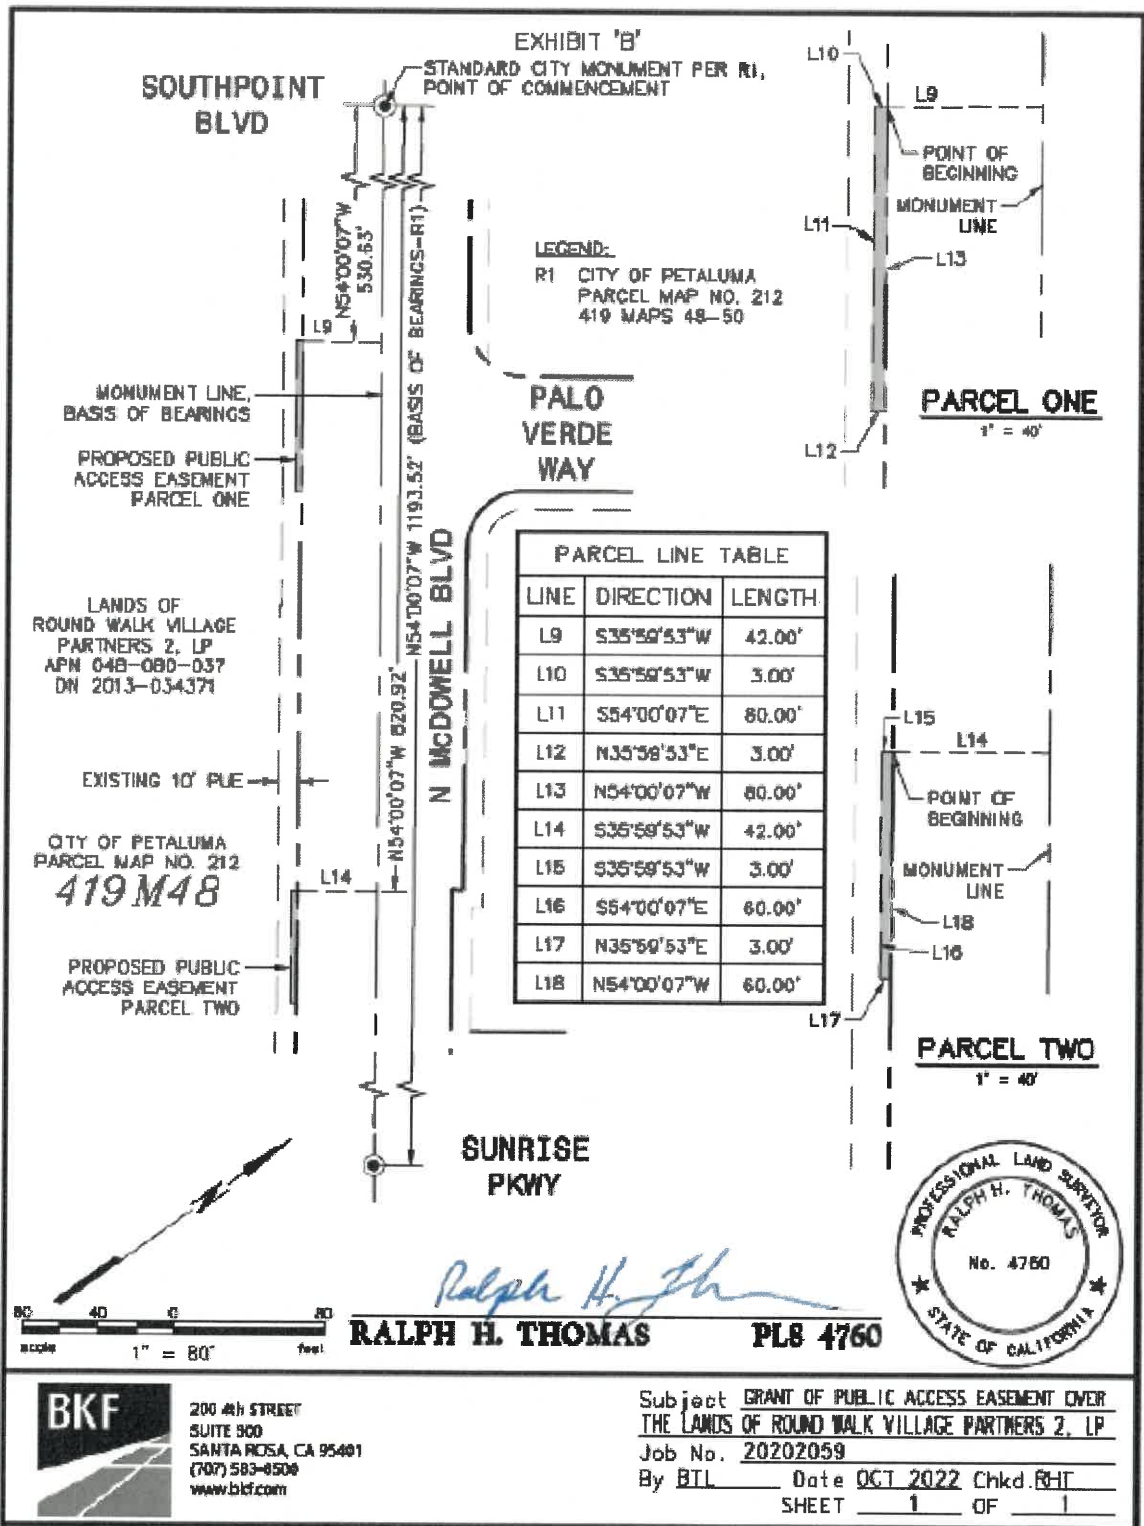 EXHIBIT 'B'
SOUTHPOINT
BLVD
STANDARD CITY MONUMENT PER R1,
POINT OF COMMENCEMENT
N54°00'07"W
530.63'
N54°00'07"W 1193.52' (BASIS OF BEARINGS-R1)
N54°00'07"W 820.92'
LEGEND:
R1 CITY OF PETALUMA
PARCEL MAP NO. 212
419 MAPS 48-50
L9
MONUMENT LINE,
BASIS OF BEARINGS
PROPOSED PUBLIC
ACCESS EASEMENT
PARCEL ONE
PALO
VERDE
WAY
N MCDOWELL BLVD
LANDS OF
ROUND WALK VILLAGE
PARTNERS 2, LP
APN 048-080-037
DN 2013-034371
EXISTING 10' PUE
CITY OF PETALUMA
PARCEL MAP NO. 212
419 M48
L14
PROPOSED PUBLIC
ACCESS EASEMENT
PARCEL TWO
SUNRISE
PKWY
L10
L9
POINT OF
BEGINNING
MONUMENT
LINE
L11
L13
L12
PARCEL ONE
1" = 40'
PARCEL LINE TABLE
LINE DIRECTION LENGTH
L9 S35°59'53"W 42.00'
L10 S35°59'53"W 3.00'
L11 S54°00'07"E 80.00'
L12 N35°59'53"E 3.00'
L13 N54°00'07"W 80.00'
L14 S35°59'53"W 42.00'
L15 S35°59'53"W 3.00'
L16 S54°00'07"E 60.00'
L17 N35°59'53"E 3.00'
L18 N54°00'07"W 60.00'
L15
L14
POINT OF
BEGINNING
MONUMENT
LINE
L18
L16
L17
PARCEL TWO
1" = 40'
PROFESSIONAL LAND SURVEYOR
RALPH H. THOMAS
No. 4760
STATE OF CALIFORNIA
80 40 0 80
scale 1" = 80' feet
Ralph H. Th
RALPH H. THOMAS PLS 4760
BKF
200 4th STREET
SUITE 300
SANTA ROSA, CA 95401
(707) 583-8500
www.bkf.com
Subject GRANT OF PUBLIC ACCESS EASEMENT OVER
THE LANDS OF ROUND WALK VILLAGE PARTNERS 2, LP
Job No. 20202059
By BTL Date OCT 2022 Chkd. RHT
SHEET 1 OF 1